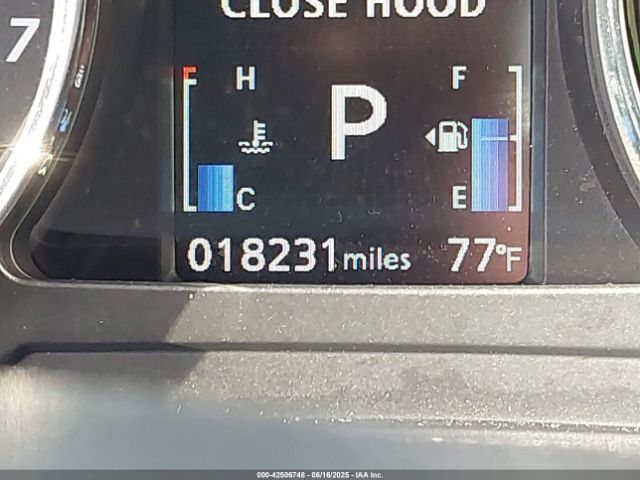 CLOSE HOOD
7
H
F
P
C
E
018231 miles 77°F
000-42506748 - 06/16/2025 - IAA Inc.